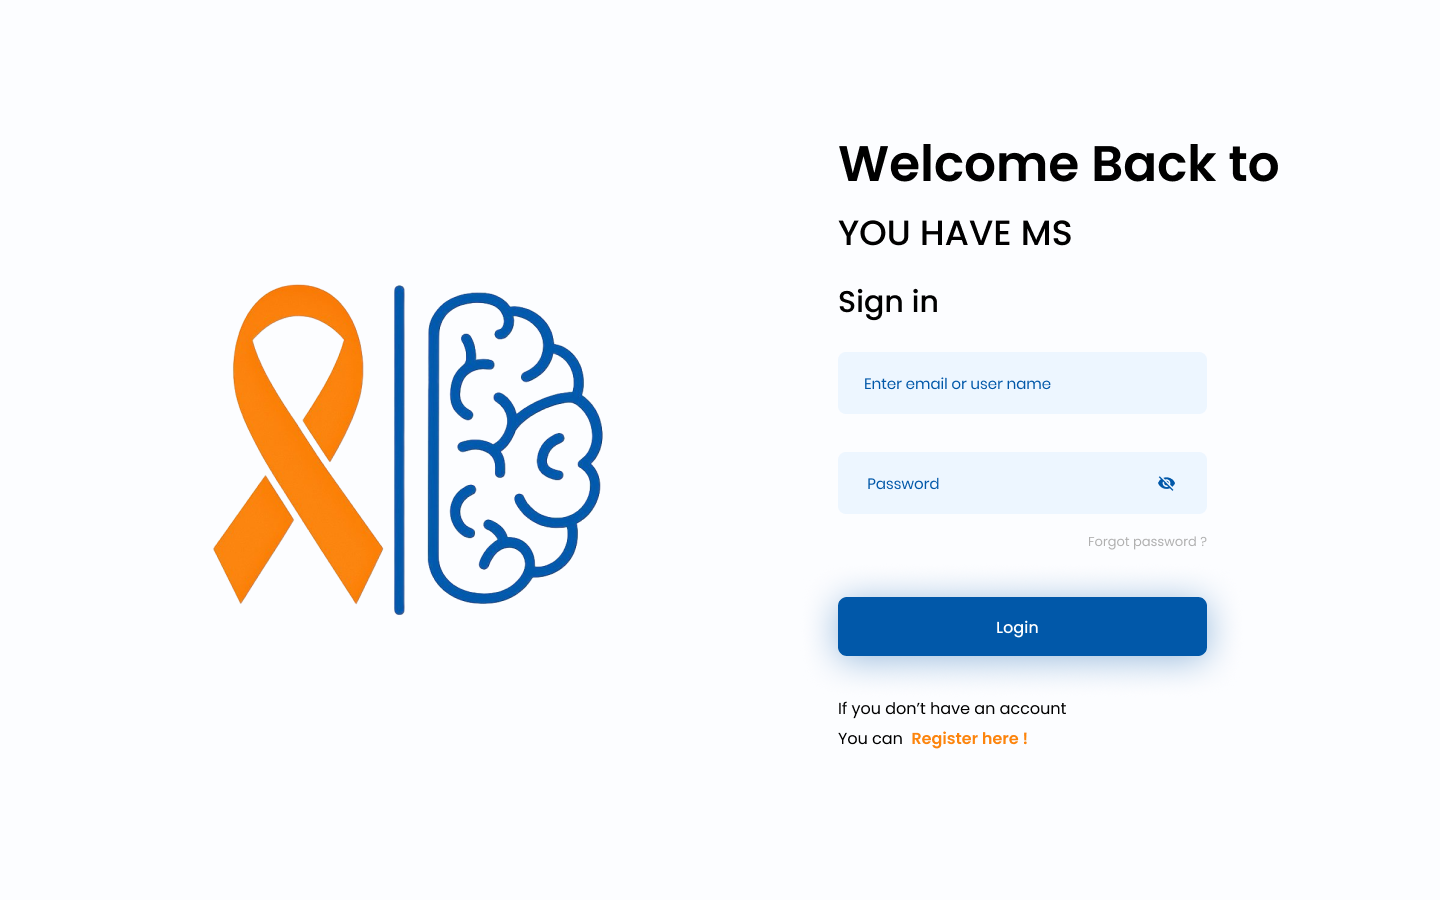 Welcome Back to
YOU HAVE MS
Sign in
Enter email or user name
Password
Forgot password ?
Login
If you don’t have an account
You can Register here !